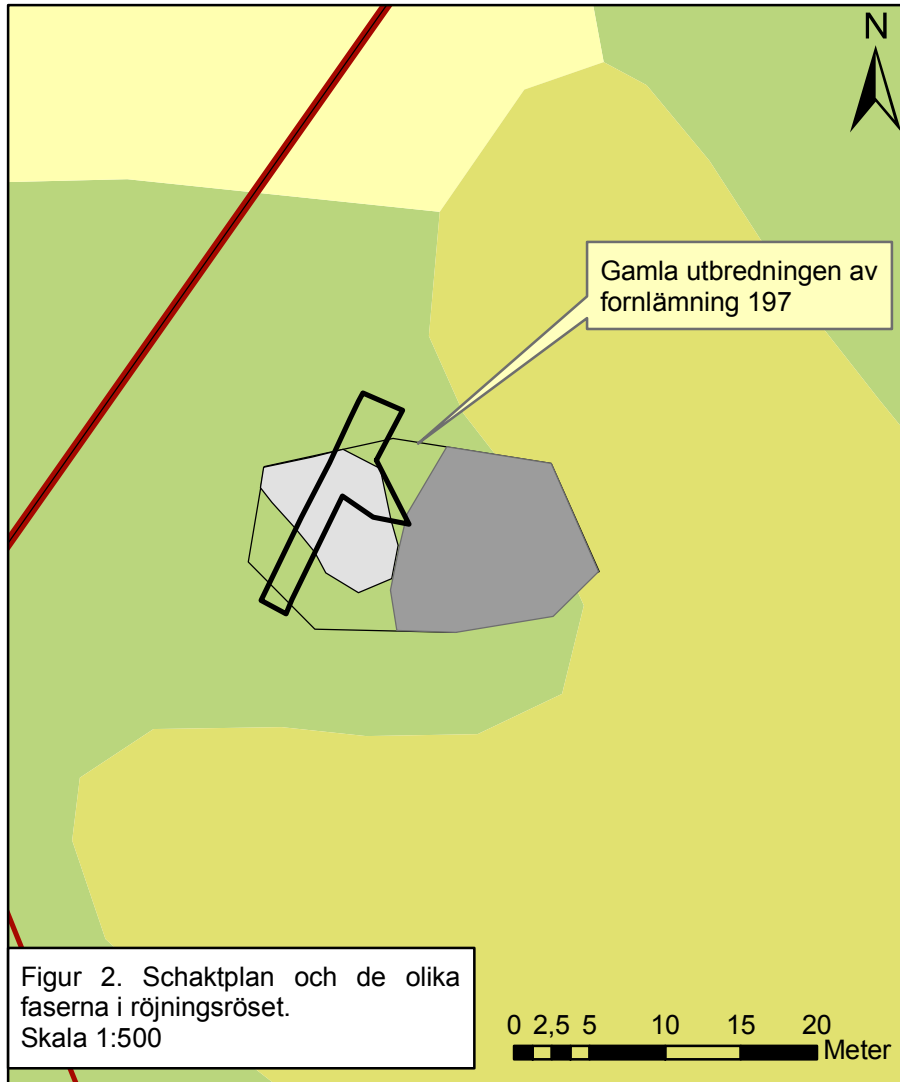 N
Gamla utbredningen av
fornlämning 197
Figur 2. Schaktplan och de olika
faserna i röjningsröset.
Skala 1:500
0 2,5 5 10 15 20
Meter